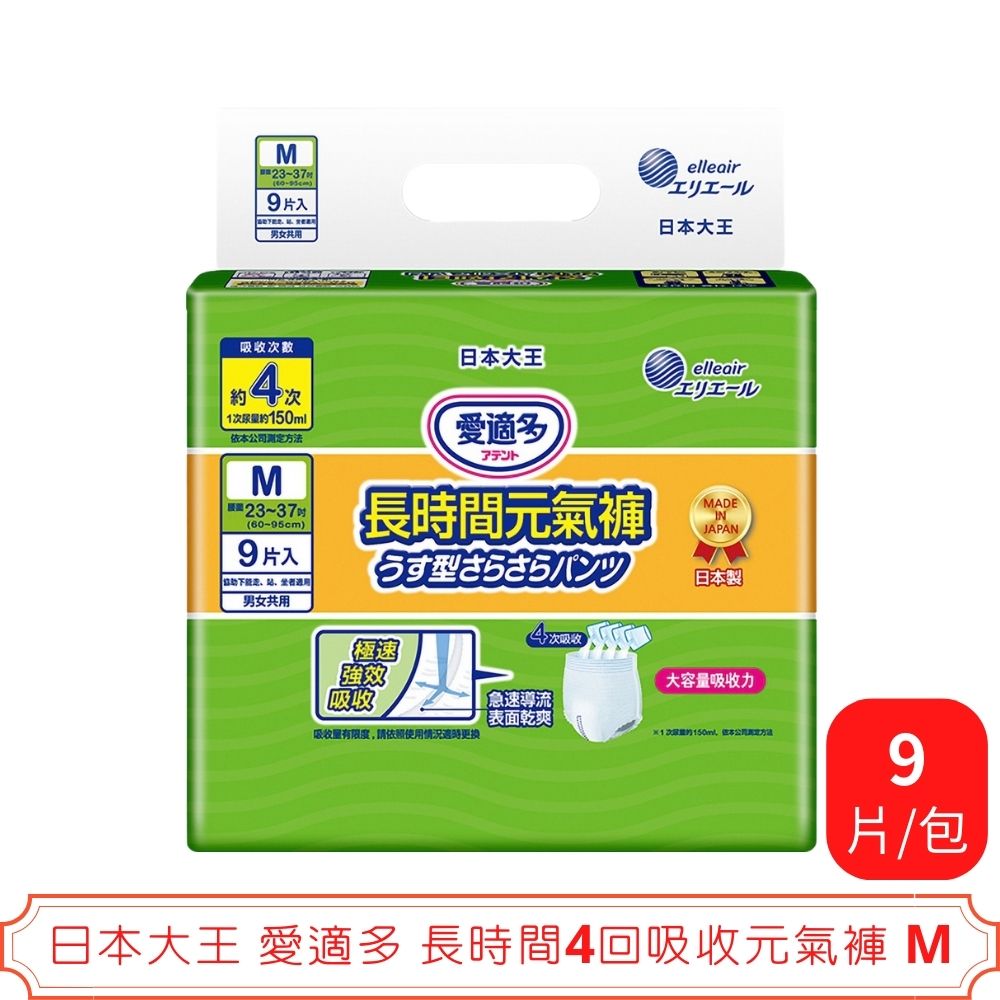 M
腰圍23~37吋
(60~95cm)
9片入
協助下能走、站、坐者適用
男女共用
elleair
エリエール
日本大王
吸收次數
約4次
1次尿量約150ml
依本公司測定方法
日本大王
elleair
エリエール
愛適多
アテント
M
腰圍23~37吋
(60~95cm)
9片入
協助下能走、站、坐者適用
男女共用
長時間元氣褲
うす型さらさらパンツ
MADE
IN
JAPAN
日本製
極速
強效
吸收
急速導流
表面乾爽
吸收量有限度,請依照使用情況適時更換
4次吸收
大容量吸收力
※1次尿量約150ml、依本公司測定方法
9
片/包
日本大王 愛適多 長時間4回吸收元氣褲 M